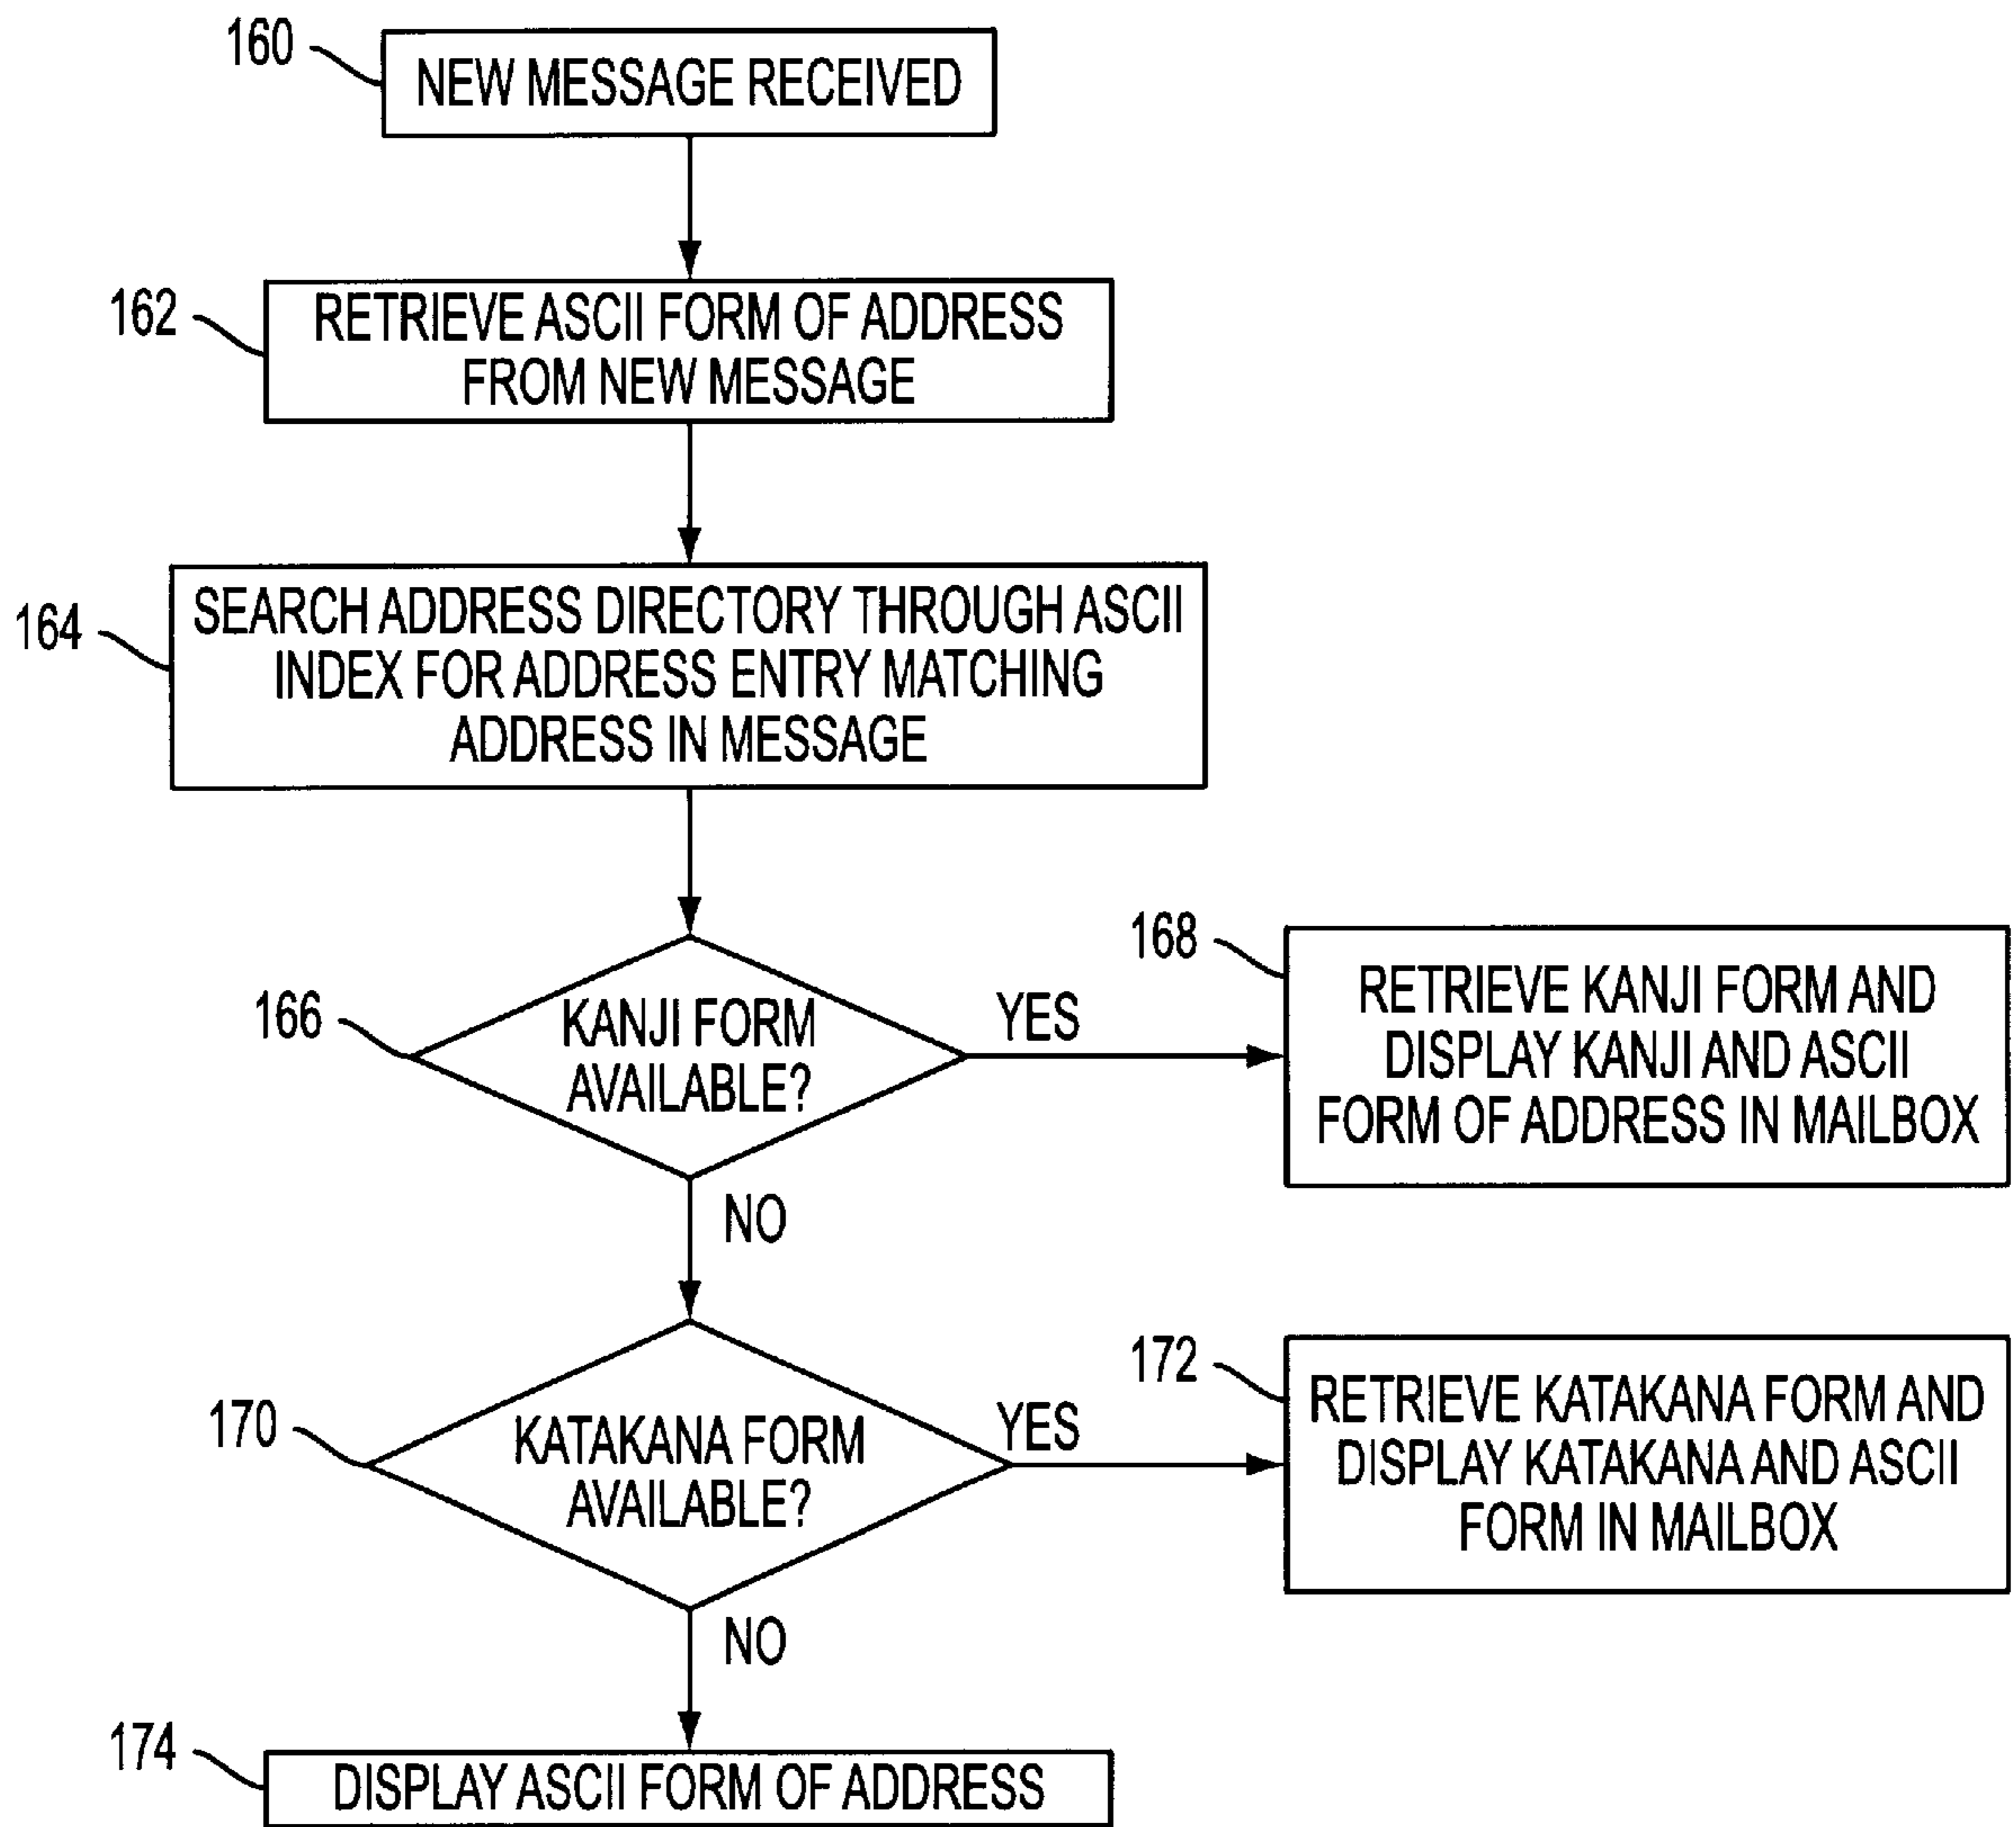 160
NEW MESSAGE RECEIVED
162
RETRIEVE ASCII FORM OF ADDRESS
FROM NEW MESSAGE
164
SEARCH ADDRESS DIRECTORY THROUGH ASCII
INDEX FOR ADDRESS ENTRY MATCHING
ADDRESS IN MESSAGE
166
KANJI FORM
AVAILABLE?
YES
168
RETRIEVE KANJI FORM AND
DISPLAY KANJI AND ASCII
FORM OF ADDRESS IN MAILBOX
NO
170
KATAKANA FORM
AVAILABLE?
YES
172
RETRIEVE KATAKANA FORM AND
DISPLAY KATAKANA AND ASCII
FORM IN MAILBOX
NO
174
DISPLAY ASCII FORM OF ADDRESS